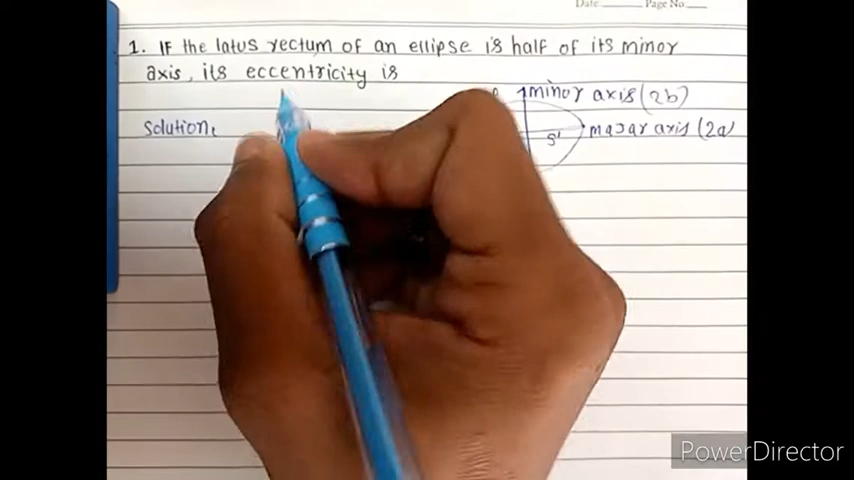 Date Page No.
1. IF the latus rectum of an ellipse is half of its minor
axis, its eccentricity is
minor axis (2b)
Solution,
major axis (2a)
S'
PowerDirector